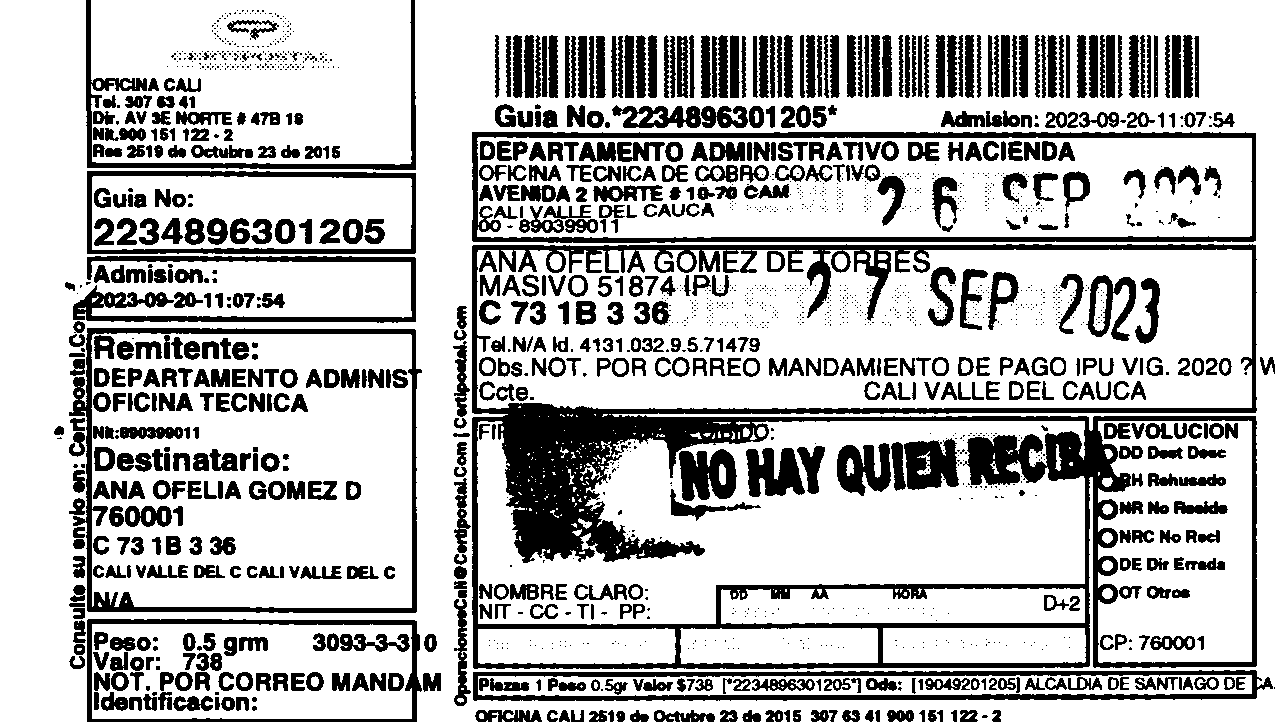 CERTIPOSTAL
OFICINA CALI
Tel. 307 63 41
Dir. AV 3E NORTE # 47B 18
Nit.900 151 122 - 2
Res 2519 de Octubre 23 de 2015
Guia No:
2234896301205
Admision.:
2023-09-20-11:07:54
Remitente:
DEPARTAMENTO ADMINIST
OFICINA TECNICA
Nit:890399011
Destinatario:
ANA OFELIA GOMEZ D
760001
C 73 1B 3 36
CALI VALLE DEL C CALI VALLE DEL C
N/A
Peso: 0.5 grm 3093-3-310
Valor: 738
NOT. POR CORREO MANDAM
Identificacion:
Consulte su envio en: Certipostal.Com
Guia No.*2234896301205*
Admision: 2023-09-20-11:07:54
DEPARTAMENTO ADMINISTRATIVO DE HACIENDA
OFICINA TECNICA DE COBRO COACTIVO
AVENIDA 2 NORTE # 10-70 CAM
CALI VALLE DEL CAUCA
00 - 890399011
26 SEP
ANA OFELIA GOMEZ DE TORRES
MASIVO 51874 IPU
C 73 1B 3 36
27 SEP 2023
Tel.N/A Id. 4131.032.9.5.71479
Obs.NOT. POR CORREO MANDAMIENTO DE PAGO IPU VIG. 2020 ? W
Ccte. CALI VALLE DEL CAUCA
OperacionesCali@Certipostal.Com | Certipostal.Com
NO HAY QUIEN RECIBA
NOMBRE CLARO:
NIT - CC - TI - PP:
DD MM AA HORA
D+2
DEVOLUCION
DD Dest Desc
RH Rehusado
NR No Reside
NRC No Recl
DE Dir Errada
OT Otros
CP: 760001
Piezas 1 Peso 0.5gr Valor $738 [*2234896301205*] Ods: [19049201205] ALCALDIA DE SANTIAGO DE CA
OFICINA CALI 2519 de Octubre 23 de 2015 307 63 41 900 151 122 - 2